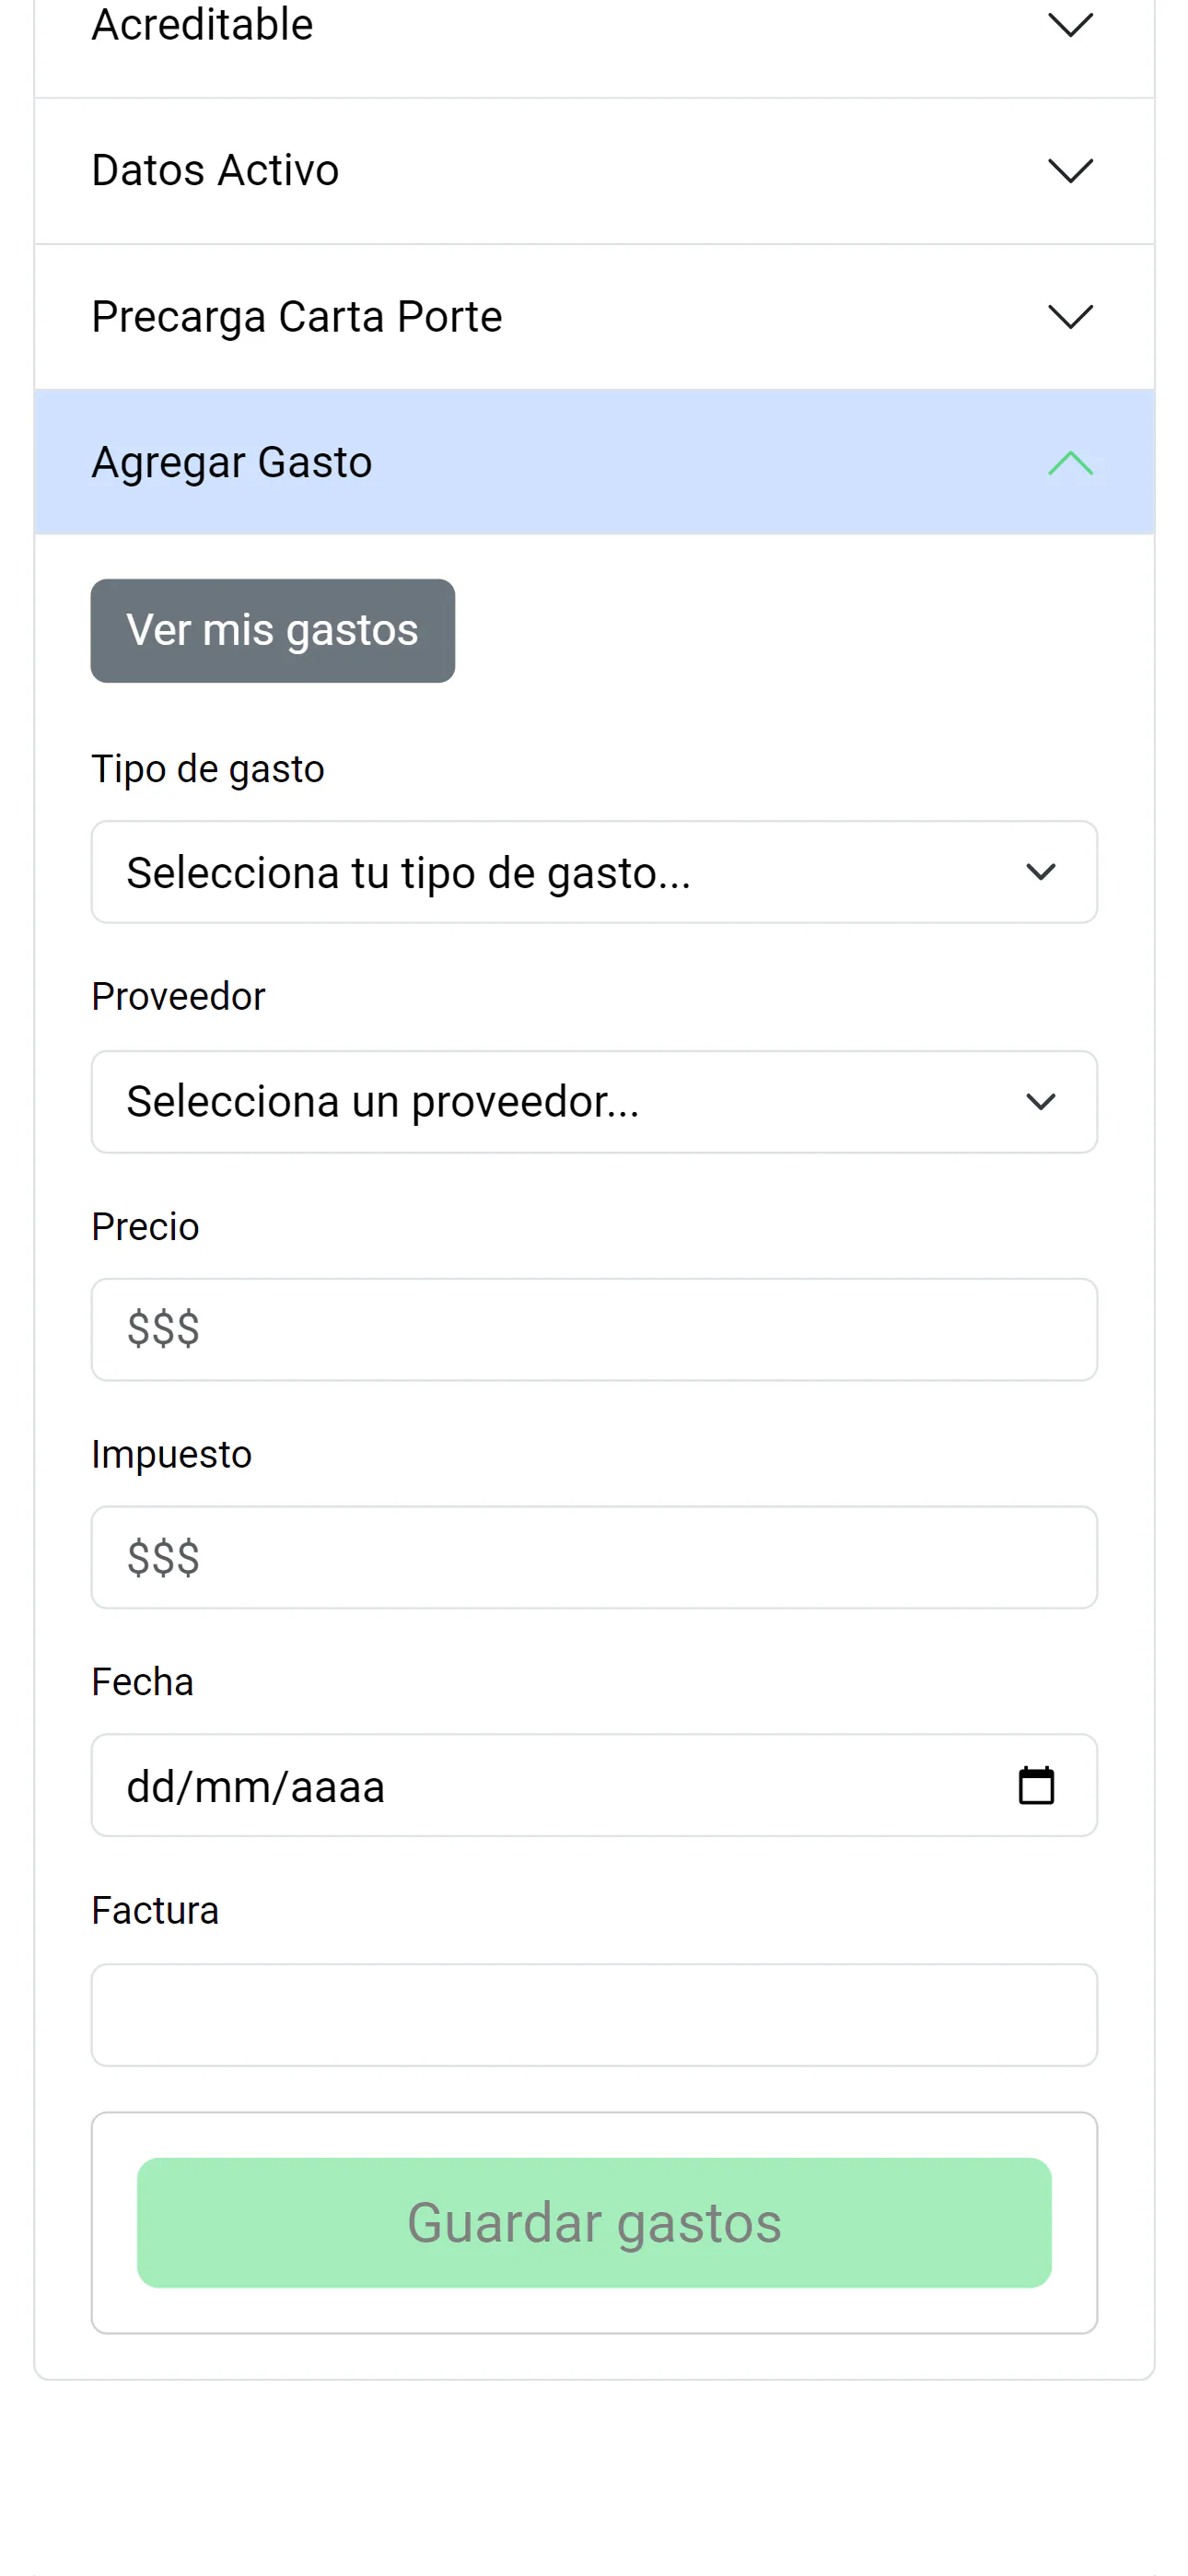 Acreditable
Datos Activo
Precarga Carta Porte
Agregar Gasto
Ver mis gastos
Tipo de gasto
Selecciona tu tipo de gasto...
Proveedor
Selecciona un proveedor...
Precio
$$$
Impuesto
$$$
Fecha
dd/mm/aaaa
Factura
Guardar gastos